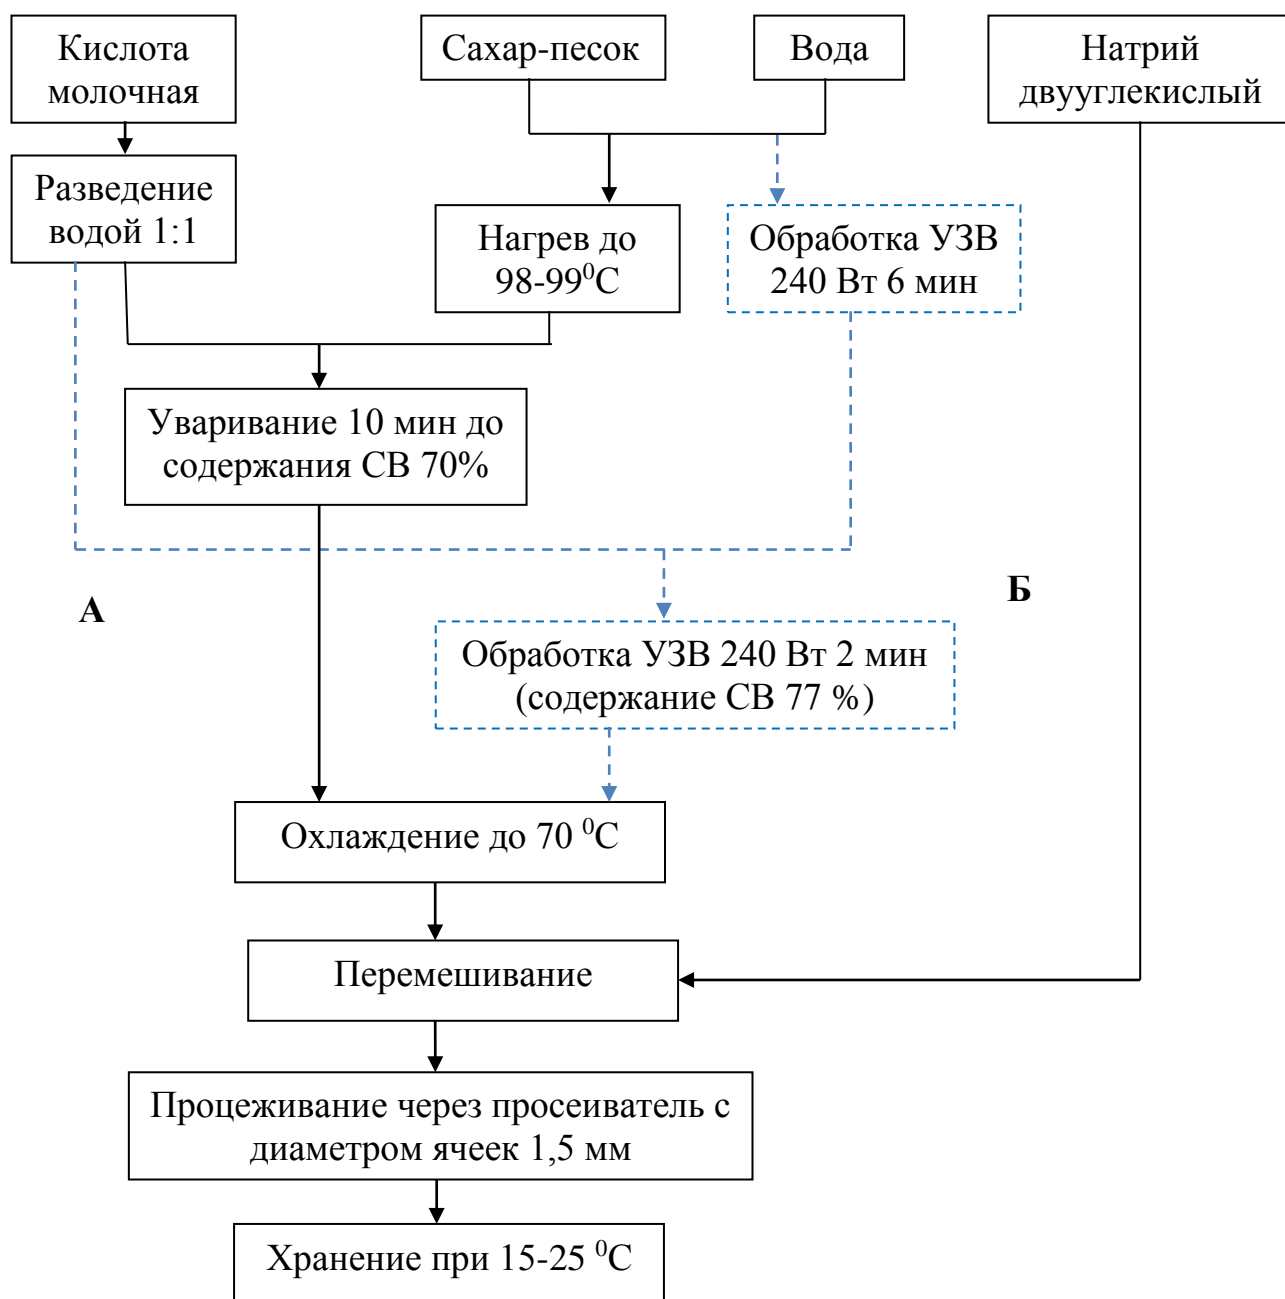 Кислота
молочная
Сахар-песок
Вода
Натрий
двууглекислый
Разведение
водой 1:1
Нагрев до
98-99⁰С
Обработка УЗВ
240 Вт 6 мин
Уваривание 10 мин до
содержания СВ 70%
А
Б
Обработка УЗВ 240 Вт 2 мин
(содержание СВ 77 %)
Охлаждение до 70 ⁰С
Перемешивание
Процеживание через просеиватель с
диаметром ячеек 1,5 мм
Хранение при 15-25 ⁰С